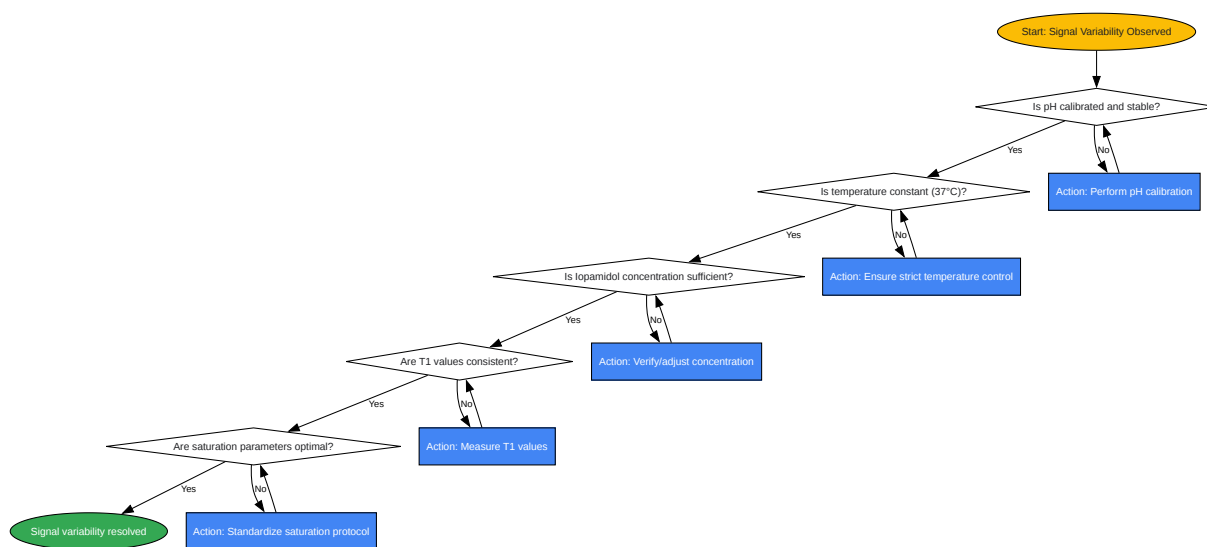 Start: Signal Variability Observed
Is pH calibrated and stable?
Yes
No
Action: Perform pH calibration
Is temperature constant (37°C)?
Yes
No
Action: Ensure strict temperature control
Is Iopamidol concentration sufficient?
Yes
No
Action: Verify/adjust concentration
Are T1 values consistent?
Yes
No
Action: Measure T1 values
Are saturation parameters optimal?
Yes
No
Action: Standardize saturation protocol
Signal variability resolved